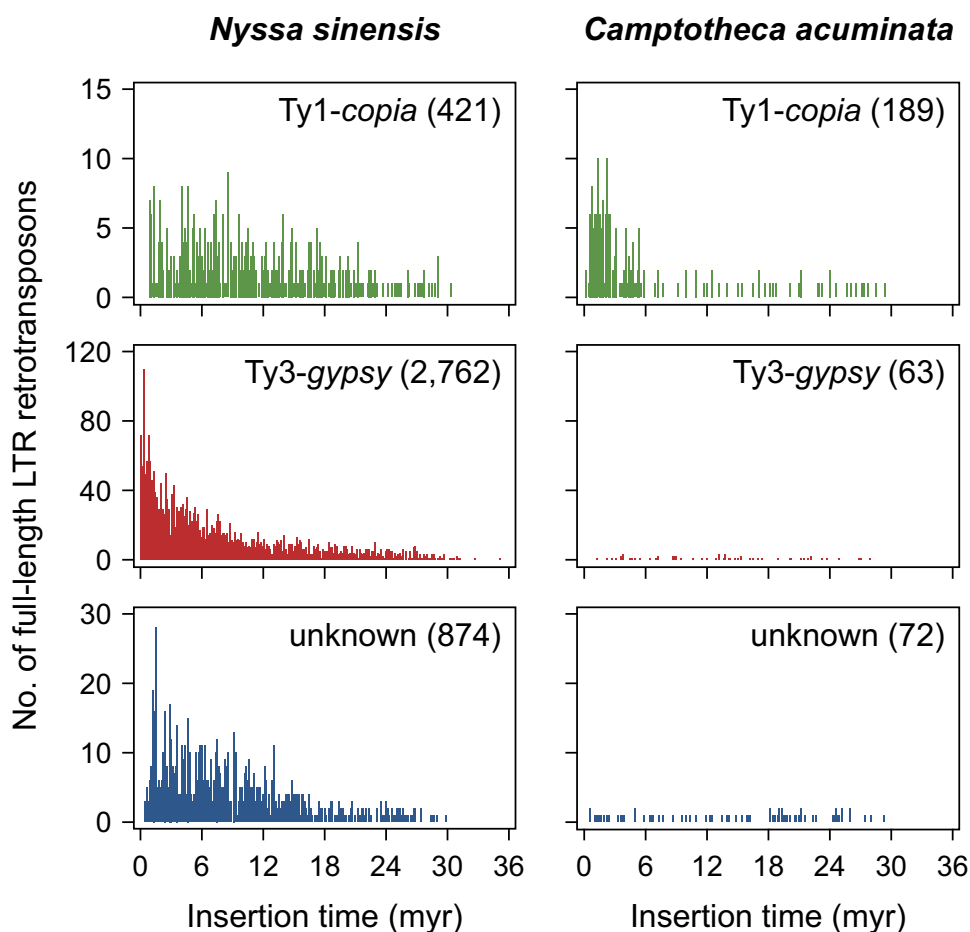 Nyssa sinensis
Camptotheca acuminata
No. of full-length LTR retrotransposons
15
10
5
0
Ty1-copia (421)
Ty1-copia (189)
120
80
40
0
Ty3-gypsy (2,762)
Ty3-gypsy (63)
30
20
10
0
unknown (874)
unknown (72)
0 6 12 18 24 30 36
0 6 12 18 24 30 36
Insertion time (myr)
Insertion time (myr)